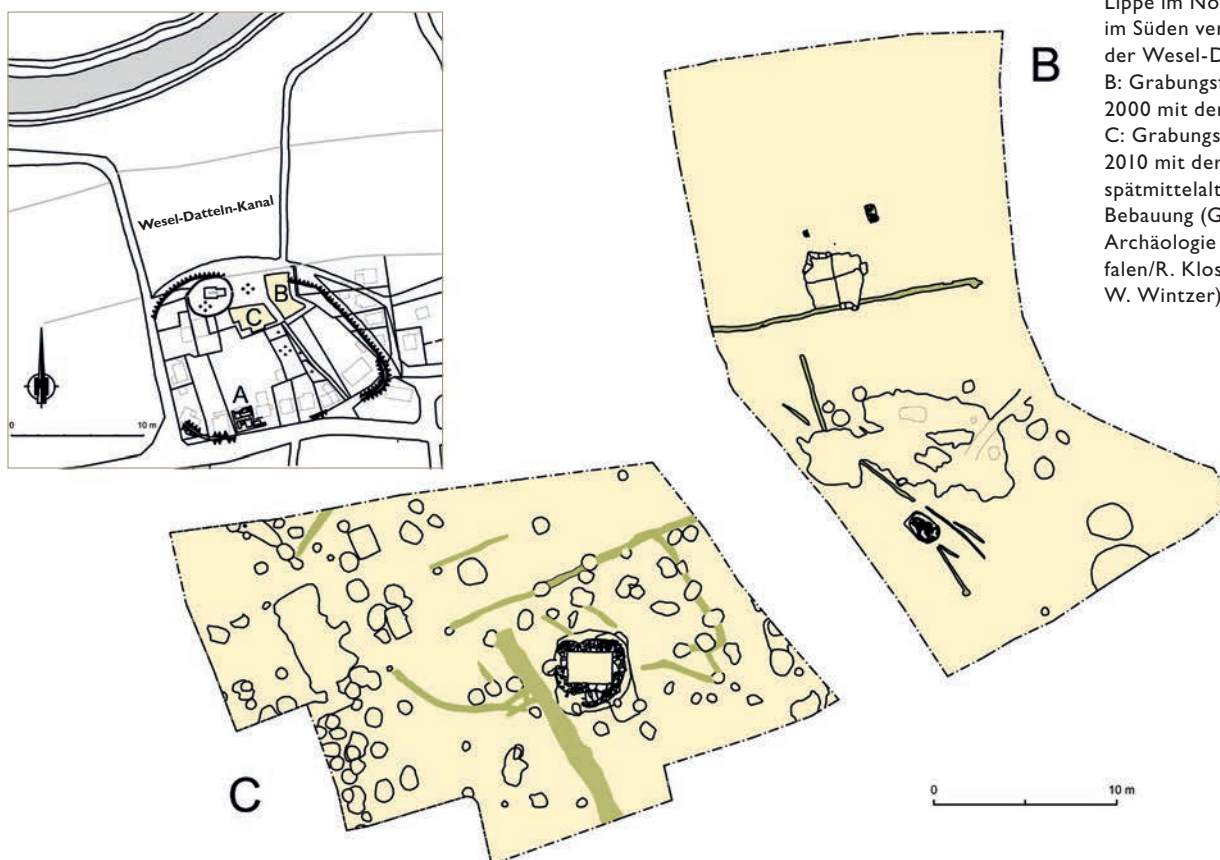 Lippe im No
im Süden ver
der Wesel-D
B: Grabungsf
2000 mit der
C: Grabungs
2010 mit der
spätmittelalt
Bebauung (G
Archäologie
falen/R. Klos
W. Wintzer)
B
Wesel-Datteln-Kanal
B
C
A
N
0 10 m
C
0 10 m